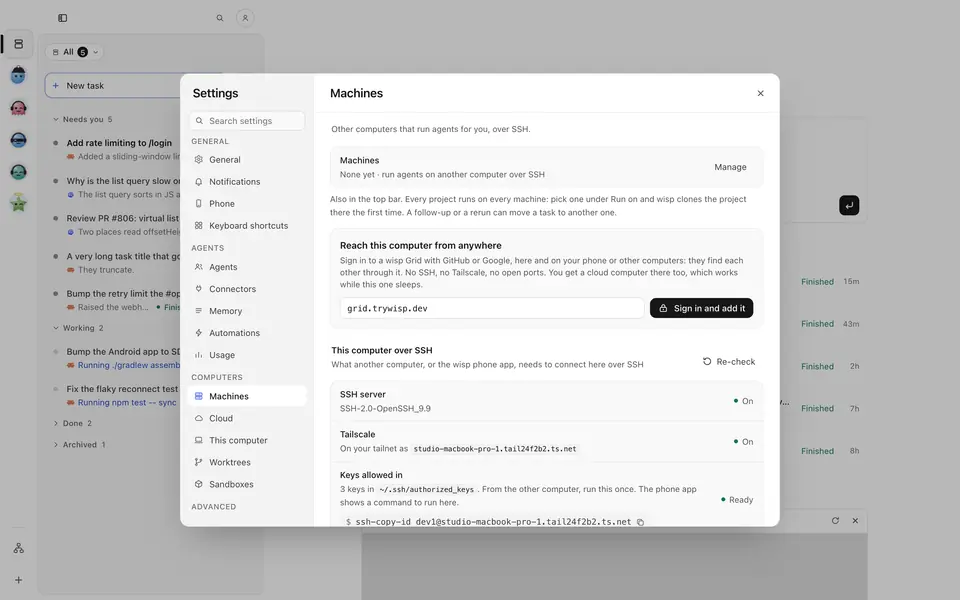 All 5
New task
Needs you 5
Add rate limiting to /login
Added a sliding-window
Why is the list query slow
The list query sorts in JS a
Review PR #806: virtual list
Two places read offsetHeig
A very long task title that
They truncate.
Bump the retry limit the
Raised the webh...
Working 2
Bump the Android app to
Running ./gradlew assemb
Fix the flaky reconnect test
Running npm test -- sync
Done 2
Archived 1
Settings
Search settings
GENERAL
General
Notifications
Phone
Keyboard shortcuts
AGENTS
Agents
Connectors
Memory
Automations
Usage
COMPUTERS
Machines
Cloud
This computer
Worktrees
Sandboxes
ADVANCED
Machines
Other computers that run agents for you, over SSH.
Machines
None yet · run agents on another computer over SSH
Manage
Also in the top bar. Every project runs on every machine: pick one under Run on and wisp clones the project
there the first time. A follow-up or a rerun can move a task to another one.
Reach this computer from anywhere
Sign in to a wisp Grid with GitHub or Google, here and on your phone or other computers: they find each
other through it. No SSH, no Tailscale, no open ports. You get a cloud computer there too, which works
while this one sleeps.
grid.trywisp.dev
Sign in and add it
This computer over SSH
What another computer, or the wisp phone app, needs to connect here over SSH
Re-check
SSH server
SSH-2.0-OpenSSH_9.9
On
Tailscale
On your tailnet as studio-macbook-pro-1.tail24f2b2.ts.net
On
Keys allowed in
3 keys in ~/.ssh/authorized_keys. From the other computer, run this once. The phone app
shows a command to run here.
Ready
$ ssh-copy-id dev1@studio-macbook-pro-1.tail24f2b2.ts.net
Finished 15m
Finished 43m
Finished 2h
Finished 7h
Finished 8h